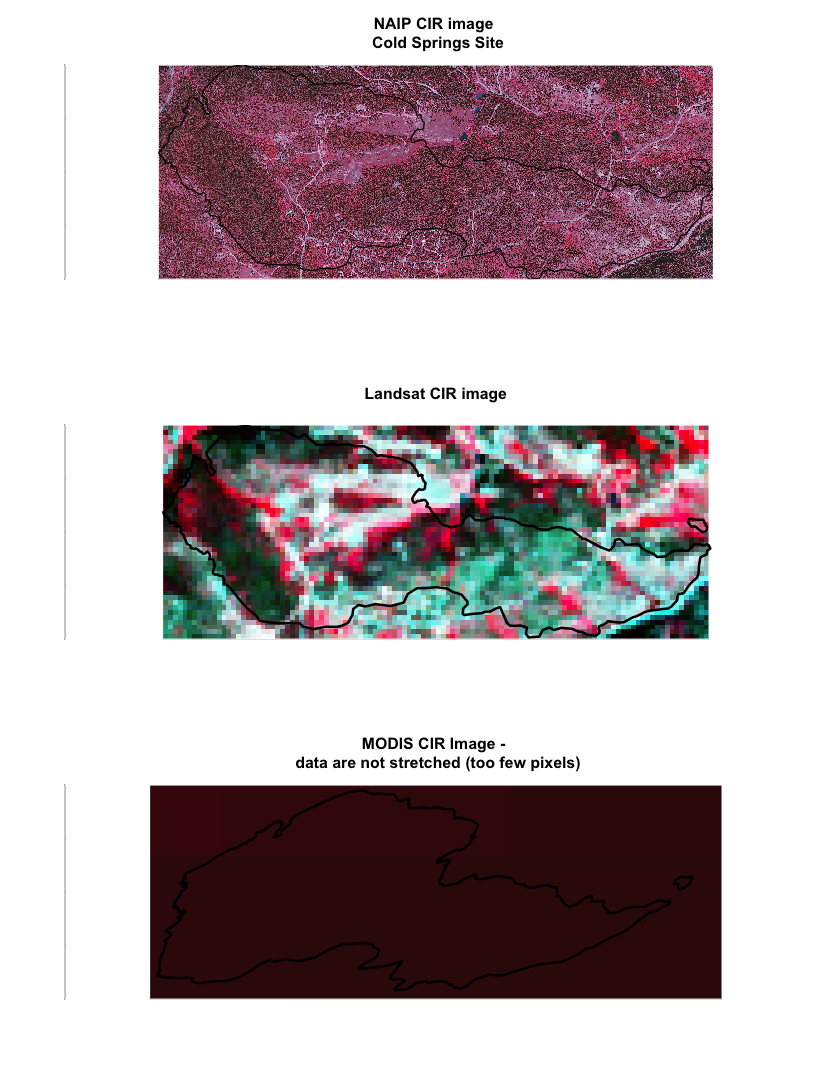 NAIP CIR image
Cold Springs Site
Landsat CIR image
MODIS CIR Image -
data are not stretched (too few pixels)